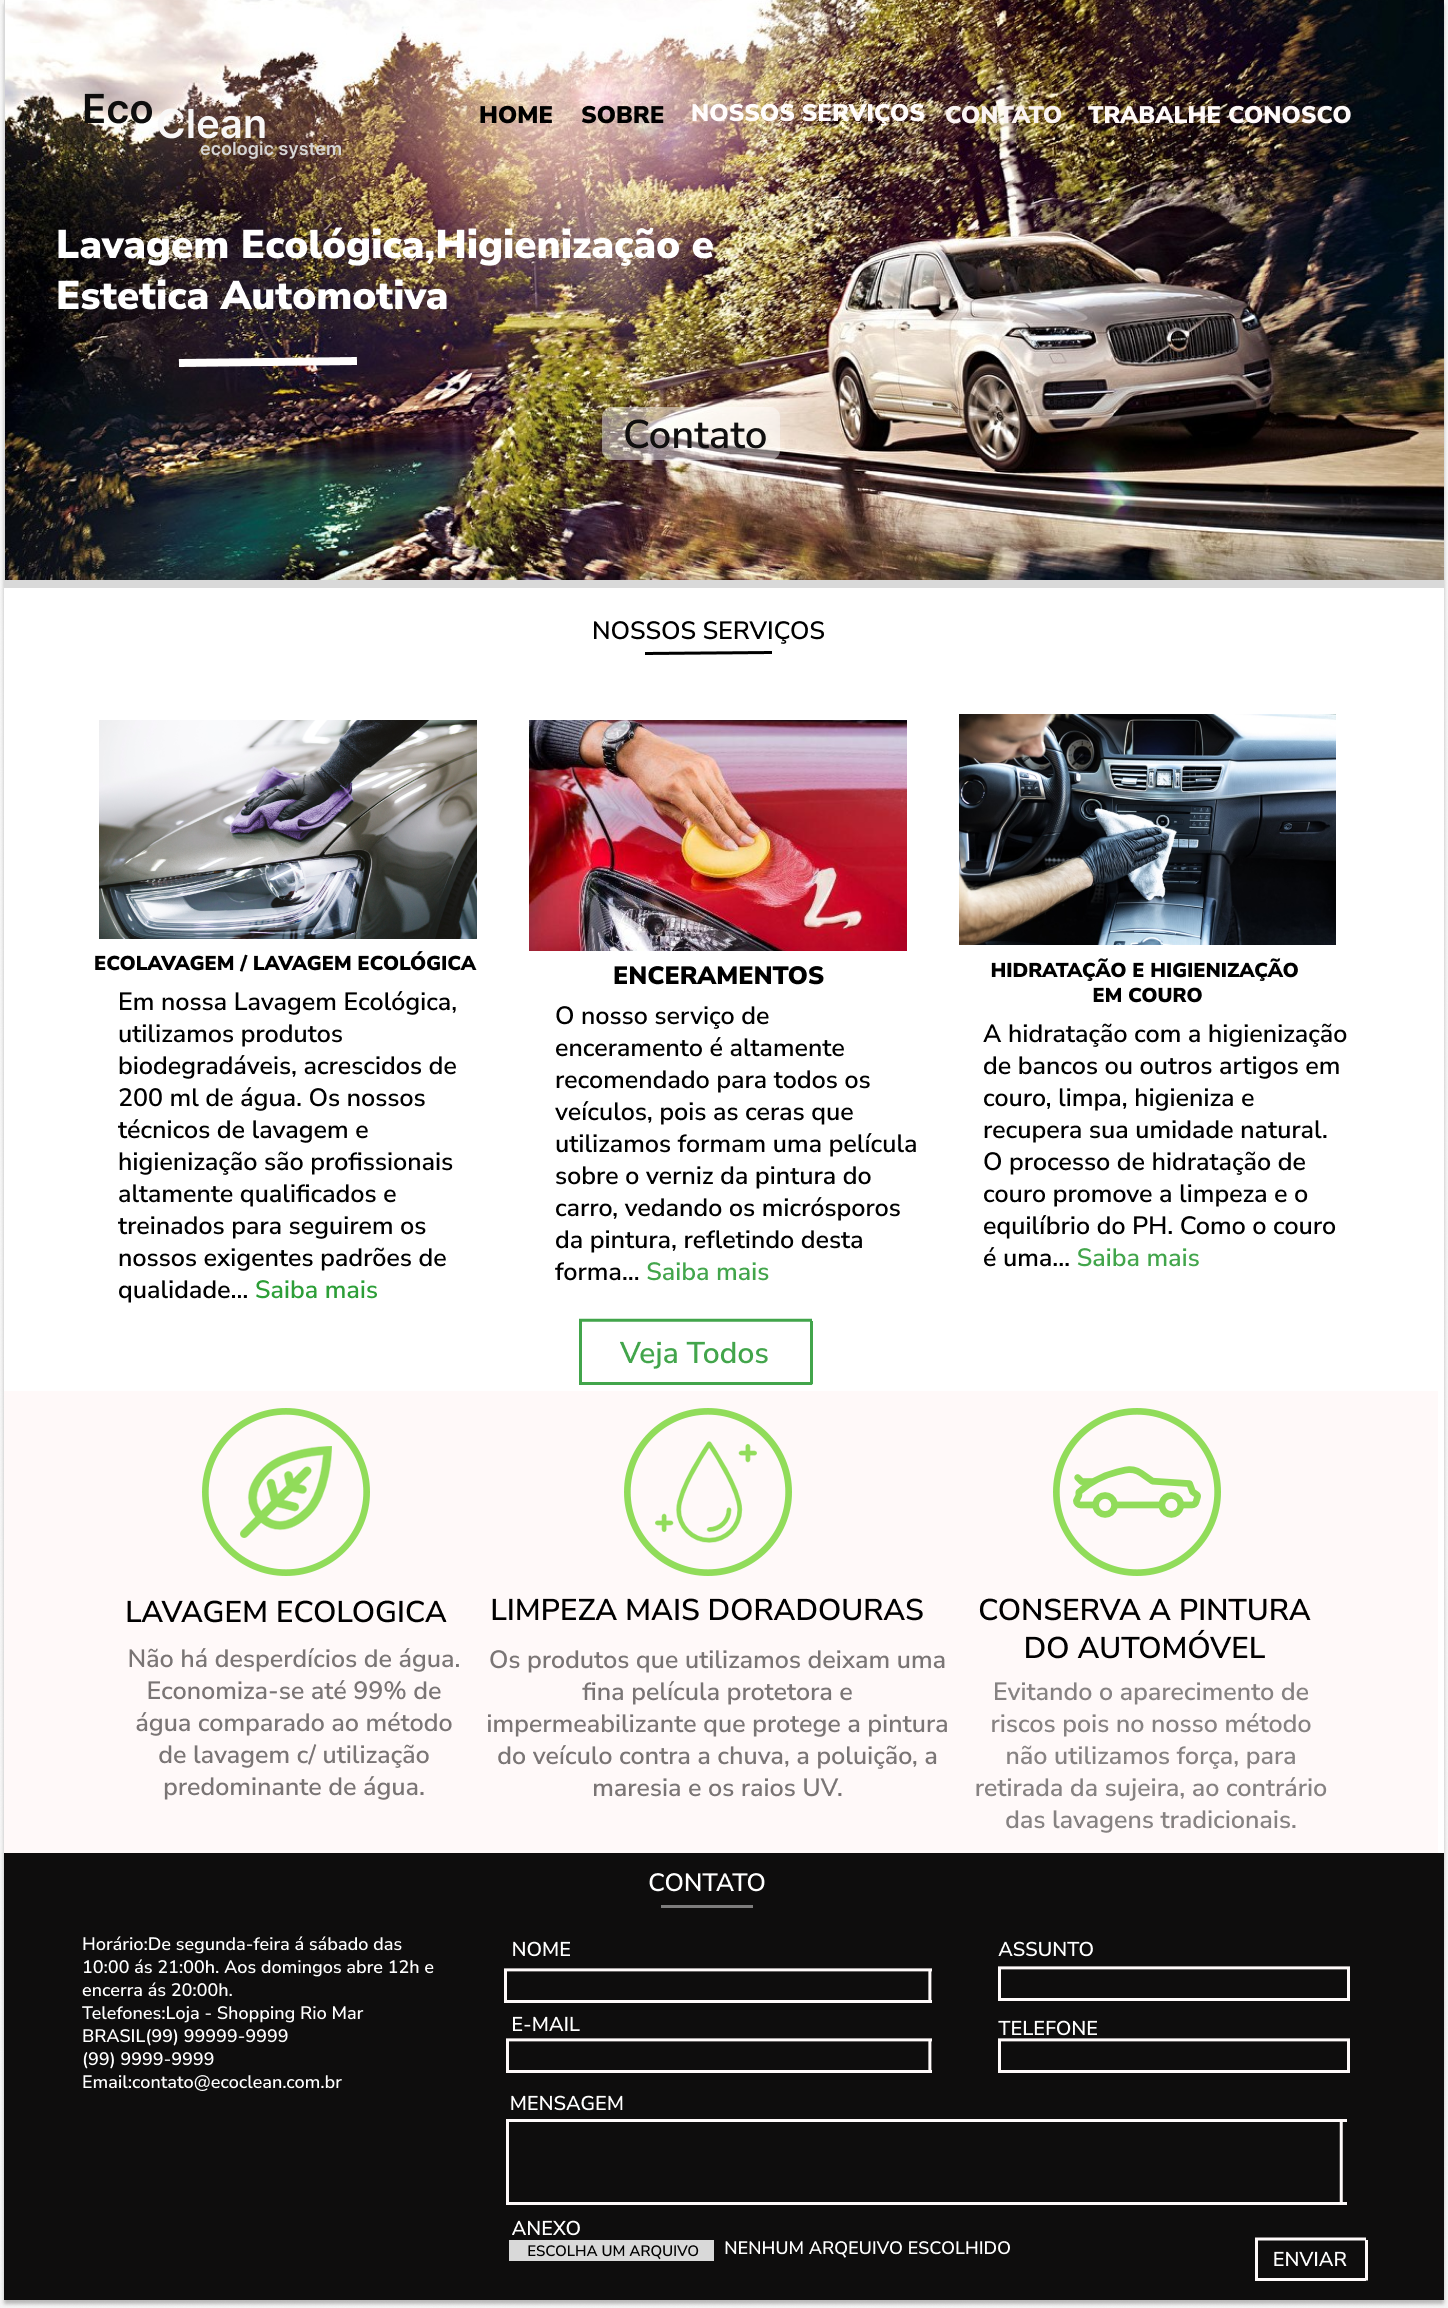 Eco
Clean
ecologic system
HOME SOBRE NOSSOS SERVIÇOS CONTATO TRABALHE CONOSCO
Lavagem Ecológica,Higienização e
Estetica Automotiva
Contato
NOSSOS SERVIÇOS
ECOLAVAGEM / LAVAGEM ECOLÓGICA
Em nossa Lavagem Ecológica,
utilizamos produtos
biodegradáveis, acrescidos de
200 ml de água. Os nossos
técnicos de lavagem e
higienização são profissionais
altamente qualificados e
treinados para seguirem os
nossos exigentes padrões de
qualidade... Saiba mais
ENCERAMENTOS
O nosso serviço de
enceramento é altamente
recomendado para todos os
veículos, pois as ceras que
utilizamos formam uma película
sobre o verniz da pintura do
carro, vedando os micrósporos
da pintura, refletindo desta
forma... Saiba mais
HIDRATAÇÃO E HIGIENIZAÇÃO
EM COURO
A hidratação com a higienização
de bancos ou outros artigos em
couro, limpa, higieniza e
recupera sua umidade natural.
O processo de hidratação de
couro promove a limpeza e o
equilíbrio do PH. Como o couro
é uma... Saiba mais
Veja Todos
LAVAGEM ECOLOGICA
Não há desperdícios de água.
Economiza-se até 99% de
água comparado ao método
de lavagem c/ utilização
predominante de água.
LIMPEZA MAIS DORADOURAS
Os produtos que utilizamos deixam uma
fina película protetora e
impermeabilizante que protege a pintura
do veículo contra a chuva, a poluição, a
maresia e os raios UV.
CONSERVA A PINTURA
DO AUTOMÓVEL
Evitando o aparecimento de
riscos pois no nosso método
não utilizamos força, para
retirada da sujeira, ao contrário
das lavagens tradicionais.
CONTATO
Horário:De segunda-feira á sábado das
10:00 ás 21:00h. Aos domingos abre 12h e
encerra ás 20:00h.
Telefones:Loja - Shopping Rio Mar
BRASIL(99) 99999-9999
(99) 9999-9999
Email:contato@ecoclean.com.br
NOME
ASSUNTO
E-MAIL
TELEFONE
MENSAGEM
ANEXO
ESCOLHA UM ARQUIVO NENHUM ARQEUIVO ESCOLHIDO
ENVIAR